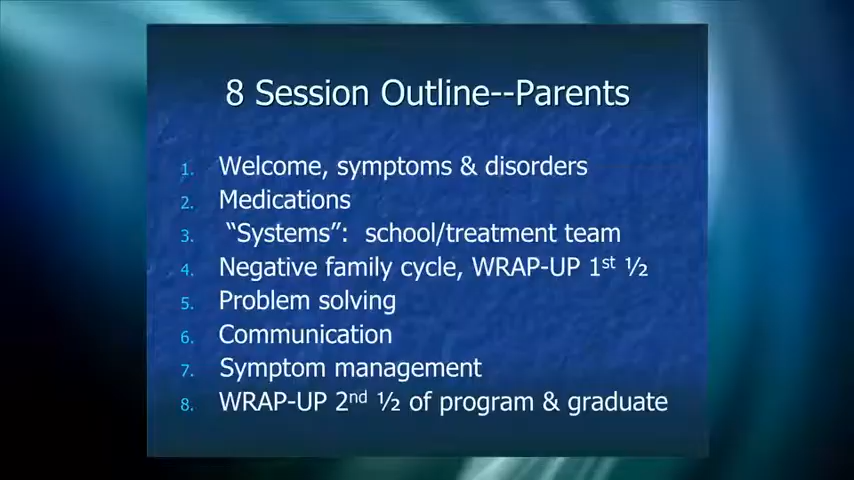 8 Session Outline--Parents
1. Welcome, symptoms & disorders
2. Medications
3. “Systems”: school/treatment team
4. Negative family cycle, WRAP-UP 1st ½
5. Problem solving
6. Communication
7. Symptom management
8. WRAP-UP 2nd ½ of program & graduate